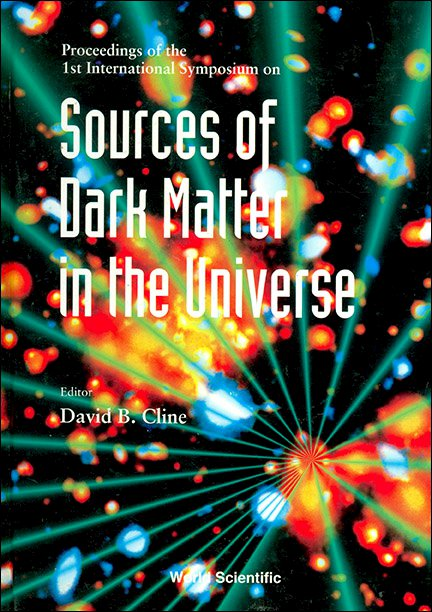 Proceedings of the
1st International Symposium on
Sources of
Dark Matter
in the Universe
Editor
David B. Cline
World Scientific